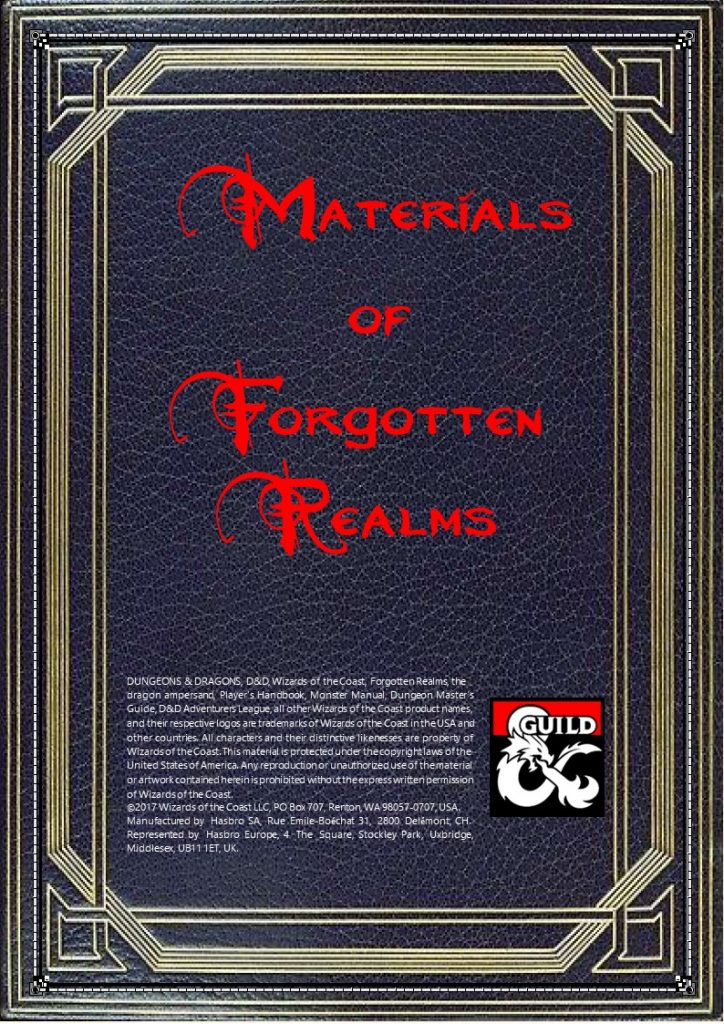 Materials
of
Forgotten
Realms
DUNGEONS & DRAGONS, D&D, Wizards of the Coast, Forgotten Realms, the
dragon ampersand, Player's Handbook, Monster Manual, Dungeon Master's
Guide, D&D Adventurers League, all other Wizards of the Coast product names,
and their respective logos are trademarks of Wizards of the Coast in the USA and
other countries. All characters and their distinctive likenesses are property of
Wizards of the Coast. This material is protected under the copyright laws of the
United States of America. Any reproduction or unauthorized use of the material
or artwork contained herein is prohibited without the express written permission
of Wizards of the Coast.
©2017 Wizards of the Coast LLC, PO Box 707, Renton, WA 98057-0707, USA.
Manufactured by Hasbro SA, Rue Emile-Boéchat 31, 2800 Delémont, CH.
Represented by Hasbro Europe, 4 The Square, Stockley Park, Uxbridge,
Middlesex, UB11 1ET, UK.
GUILD